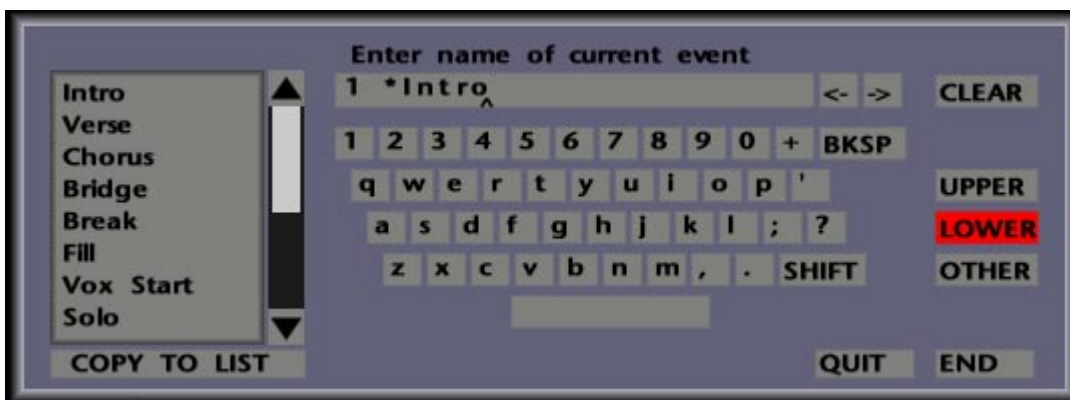 Enter name of current event
1 *Intro
^
<- ->
CLEAR
Intro
Verse
Chorus
Bridge
Break
Fill
Vox Start
Solo
COPY TO LIST
1 2 3 4 5 6 7 8 9 0 + BKSP
q w e r t y u i o p '
UPPER
a s d f g h j k l ; ?
LOWER
z x c v b n m , . SHIFT
OTHER
QUIT
END